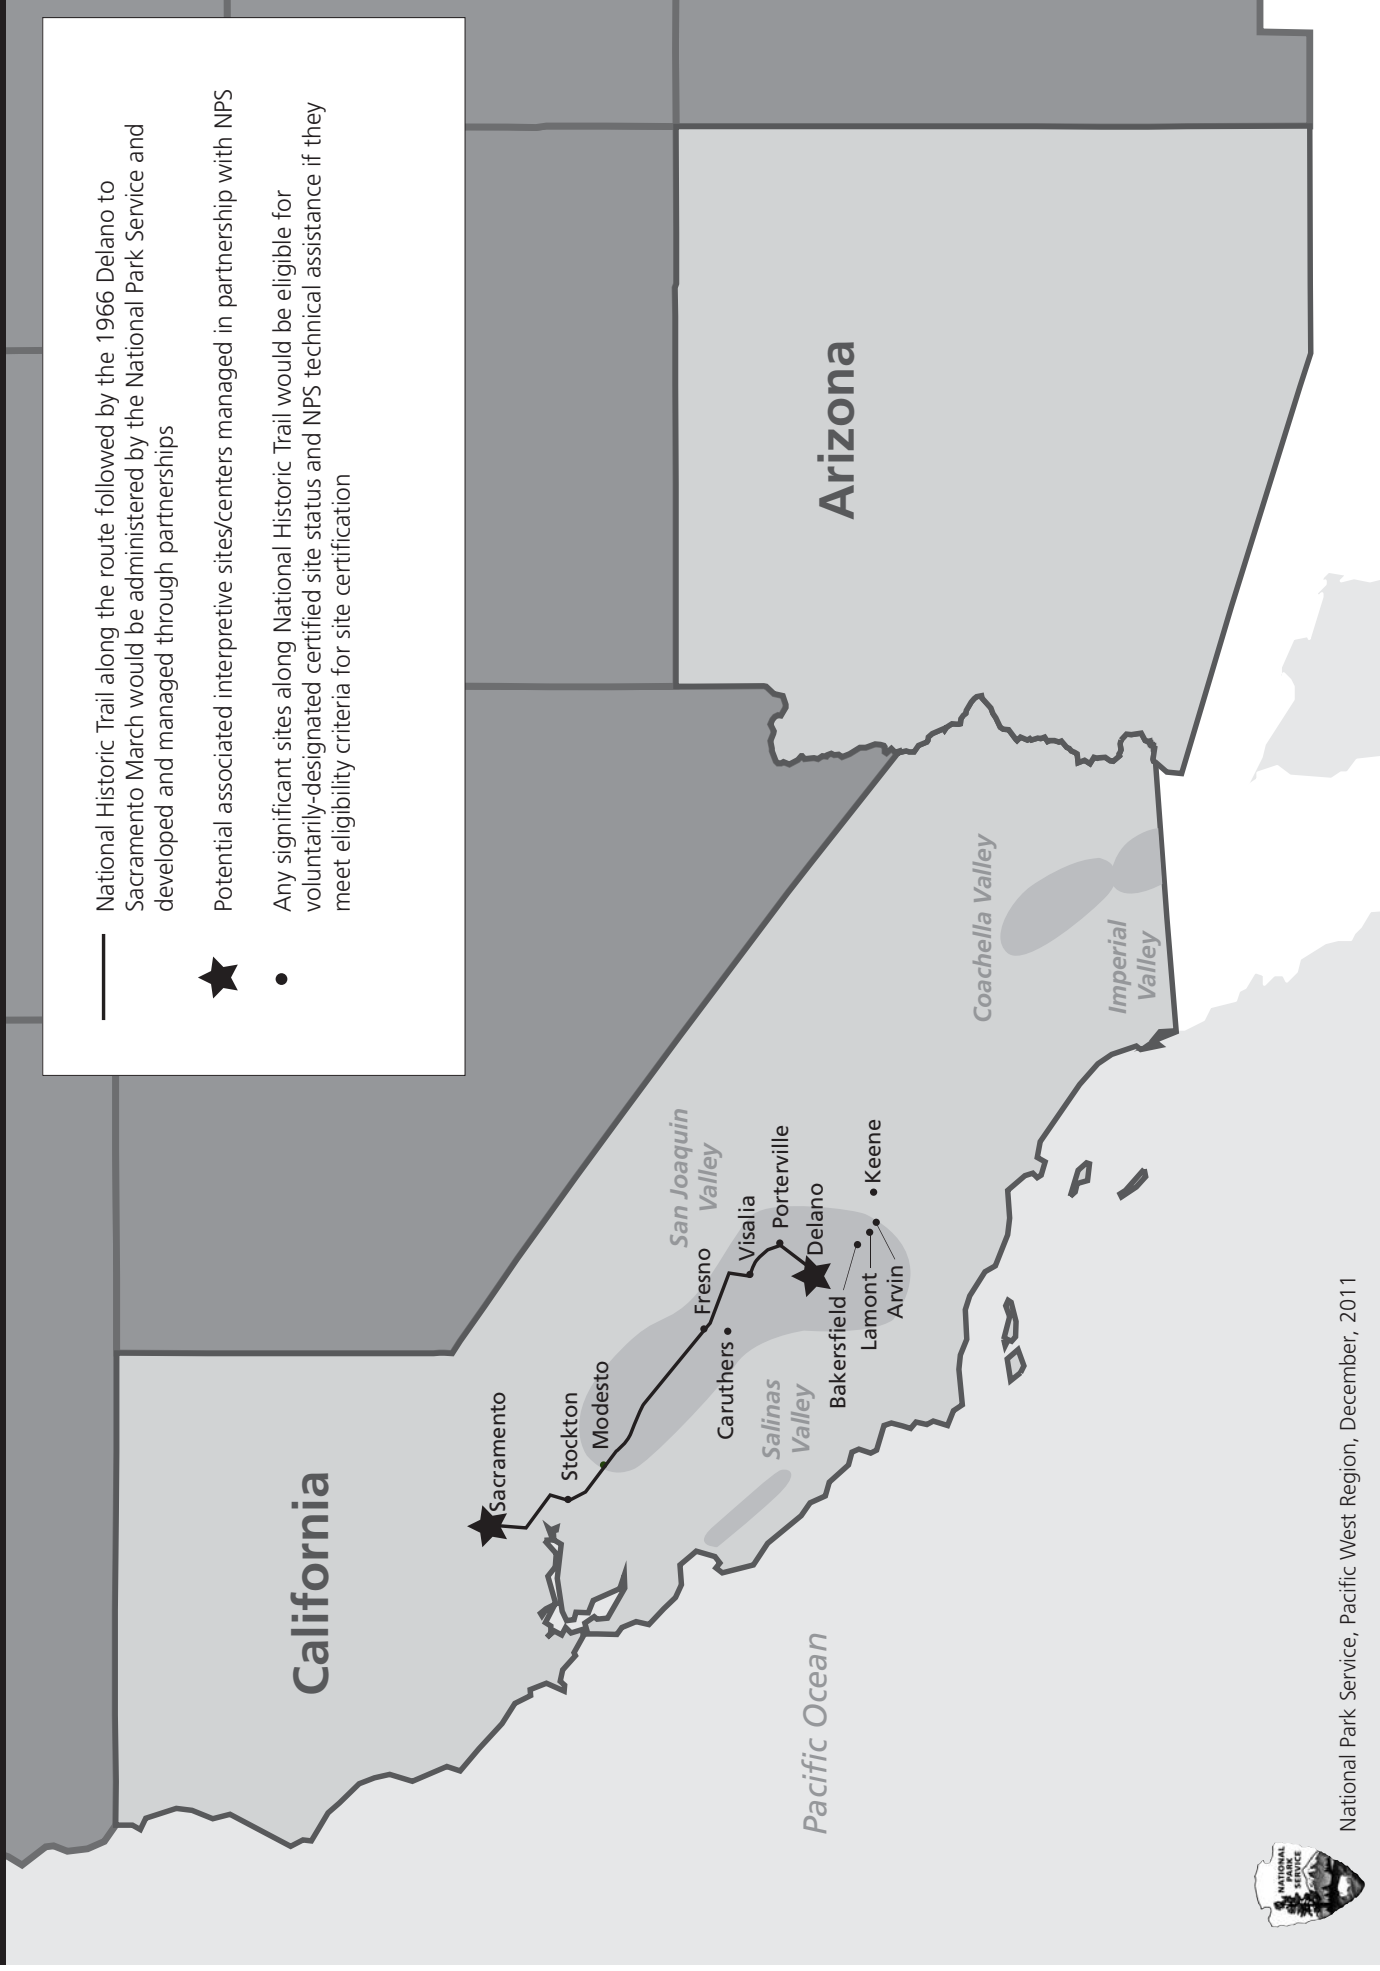 National Historic Trail along the route followed by the 1966 Delano to
Sacramento March would be administered by the National Park Service and
developed and managed through partnerships
Potential associated interpretive sites/centers managed in partnership with NPS
Any significant sites along National Historic Trail would be eligible for
voluntarily-designated certified site status and NPS technical assistance if they
meet eligibility criteria for site certification
California
Arizona
Sacramento
Stockton
Modesto
Fresno
Caruthers
Visalia
Porterville
Delano
Bakersfield
Lamont
Arvin
Keene
San Joaquin
Valley
Salinas
Valley
Coachella Valley
Imperial
Valley
Pacific Ocean
NATIONAL
PARK
SERVICE
National Park Service, Pacific West Region, December, 2011